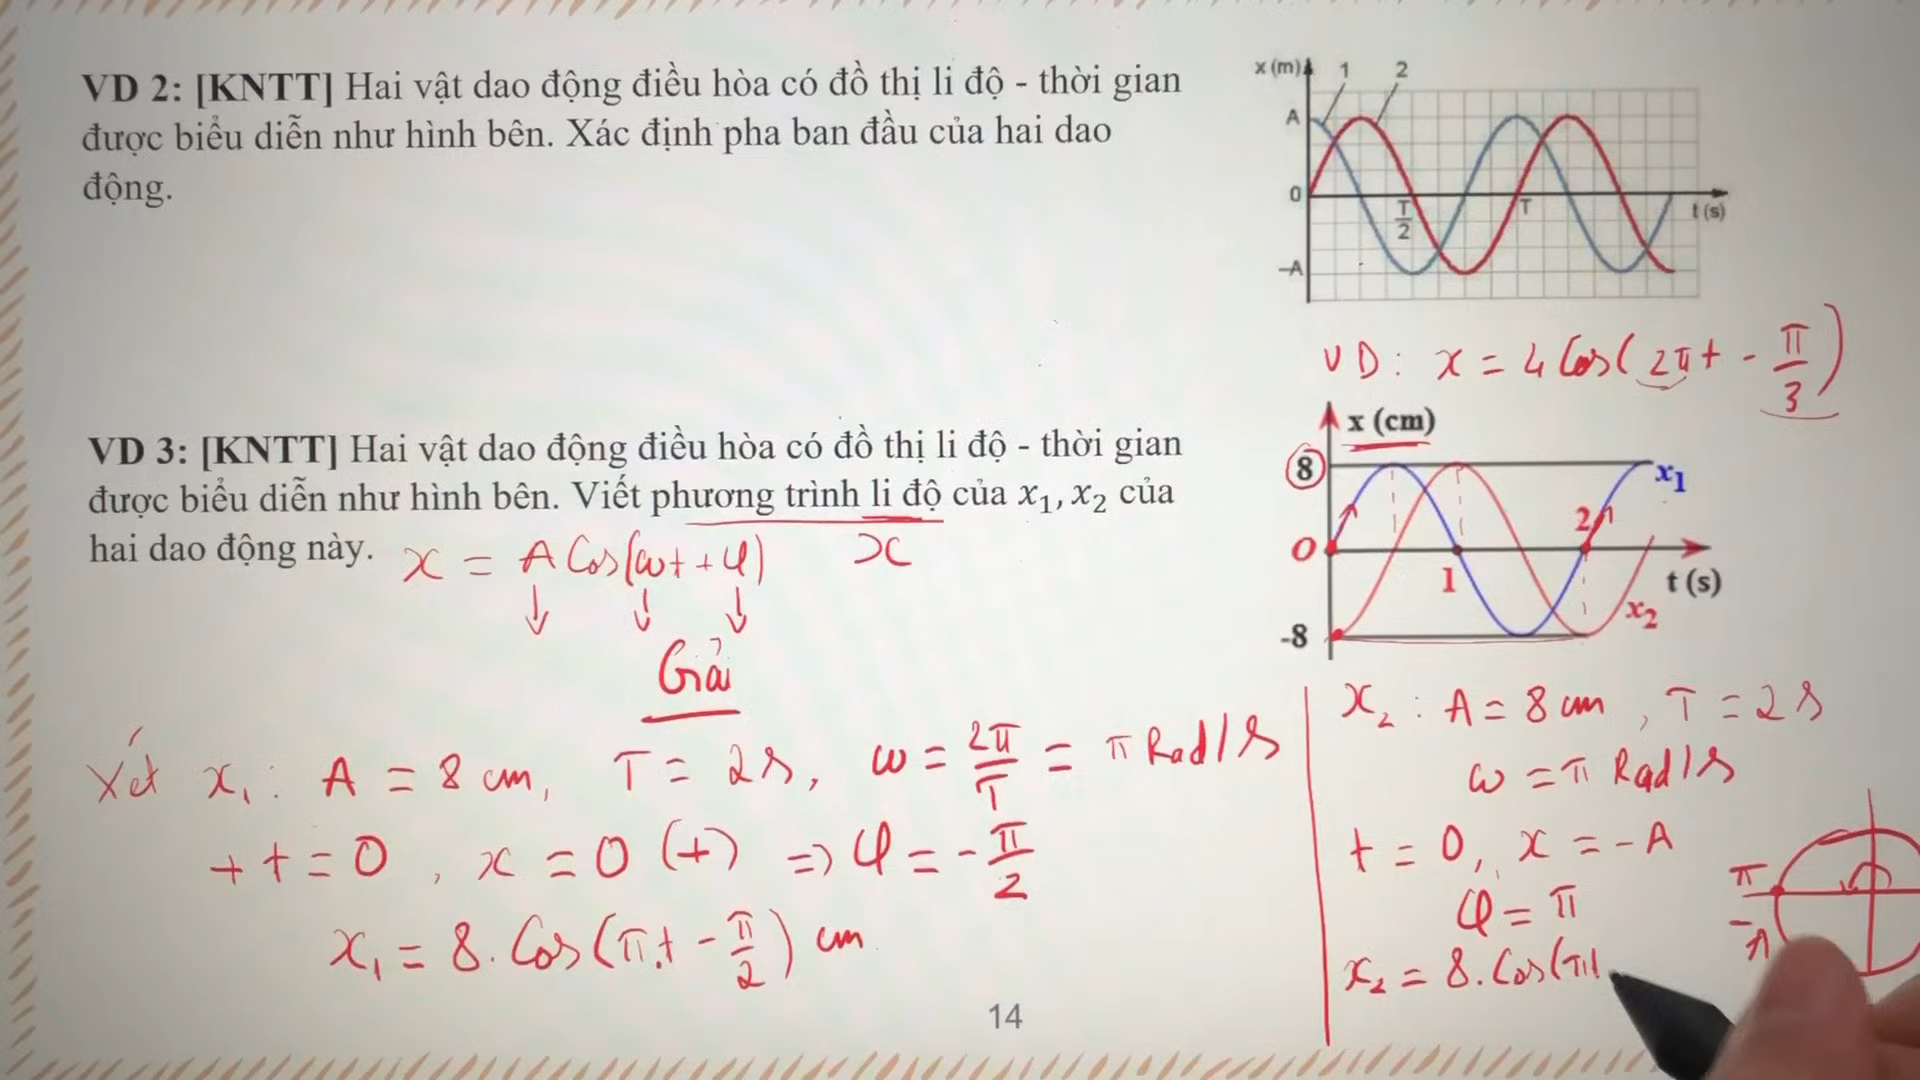 VD 2: [KNTT] Hai vật dao động điều hòa có đồ thị li độ - thời gian
được biểu diễn như hình bên. Xác định pha ban đầu của hai dao
động.
x (m) 1 2
A
0 T/2 T t (s)
-A
VD: x = 4 Cos(2πt - π/3)
VD 3: [KNTT] Hai vật dao động điều hòa có đồ thị li độ - thời gian
được biểu diễn như hình bên. Viết phương trình li độ của x₁, x₂ của
hai dao động này. x = A Cos(ωt + φ) x
x (cm)
8 x₁
O 1 2 t (s)
-8 x₂
Giải
Xét x₁: A = 8 cm, T = 2s, ω = 2π/T = π Rad/s
+ t = 0, x = 0 (+) => φ = -π/2
x₁ = 8. Cos(π.t - π/2) cm
x₂: A = 8 cm, T = 2s
ω = π Rad/s
t = 0, x = -A
φ = π
x₂ = 8. Cos(πt
π
-A
14